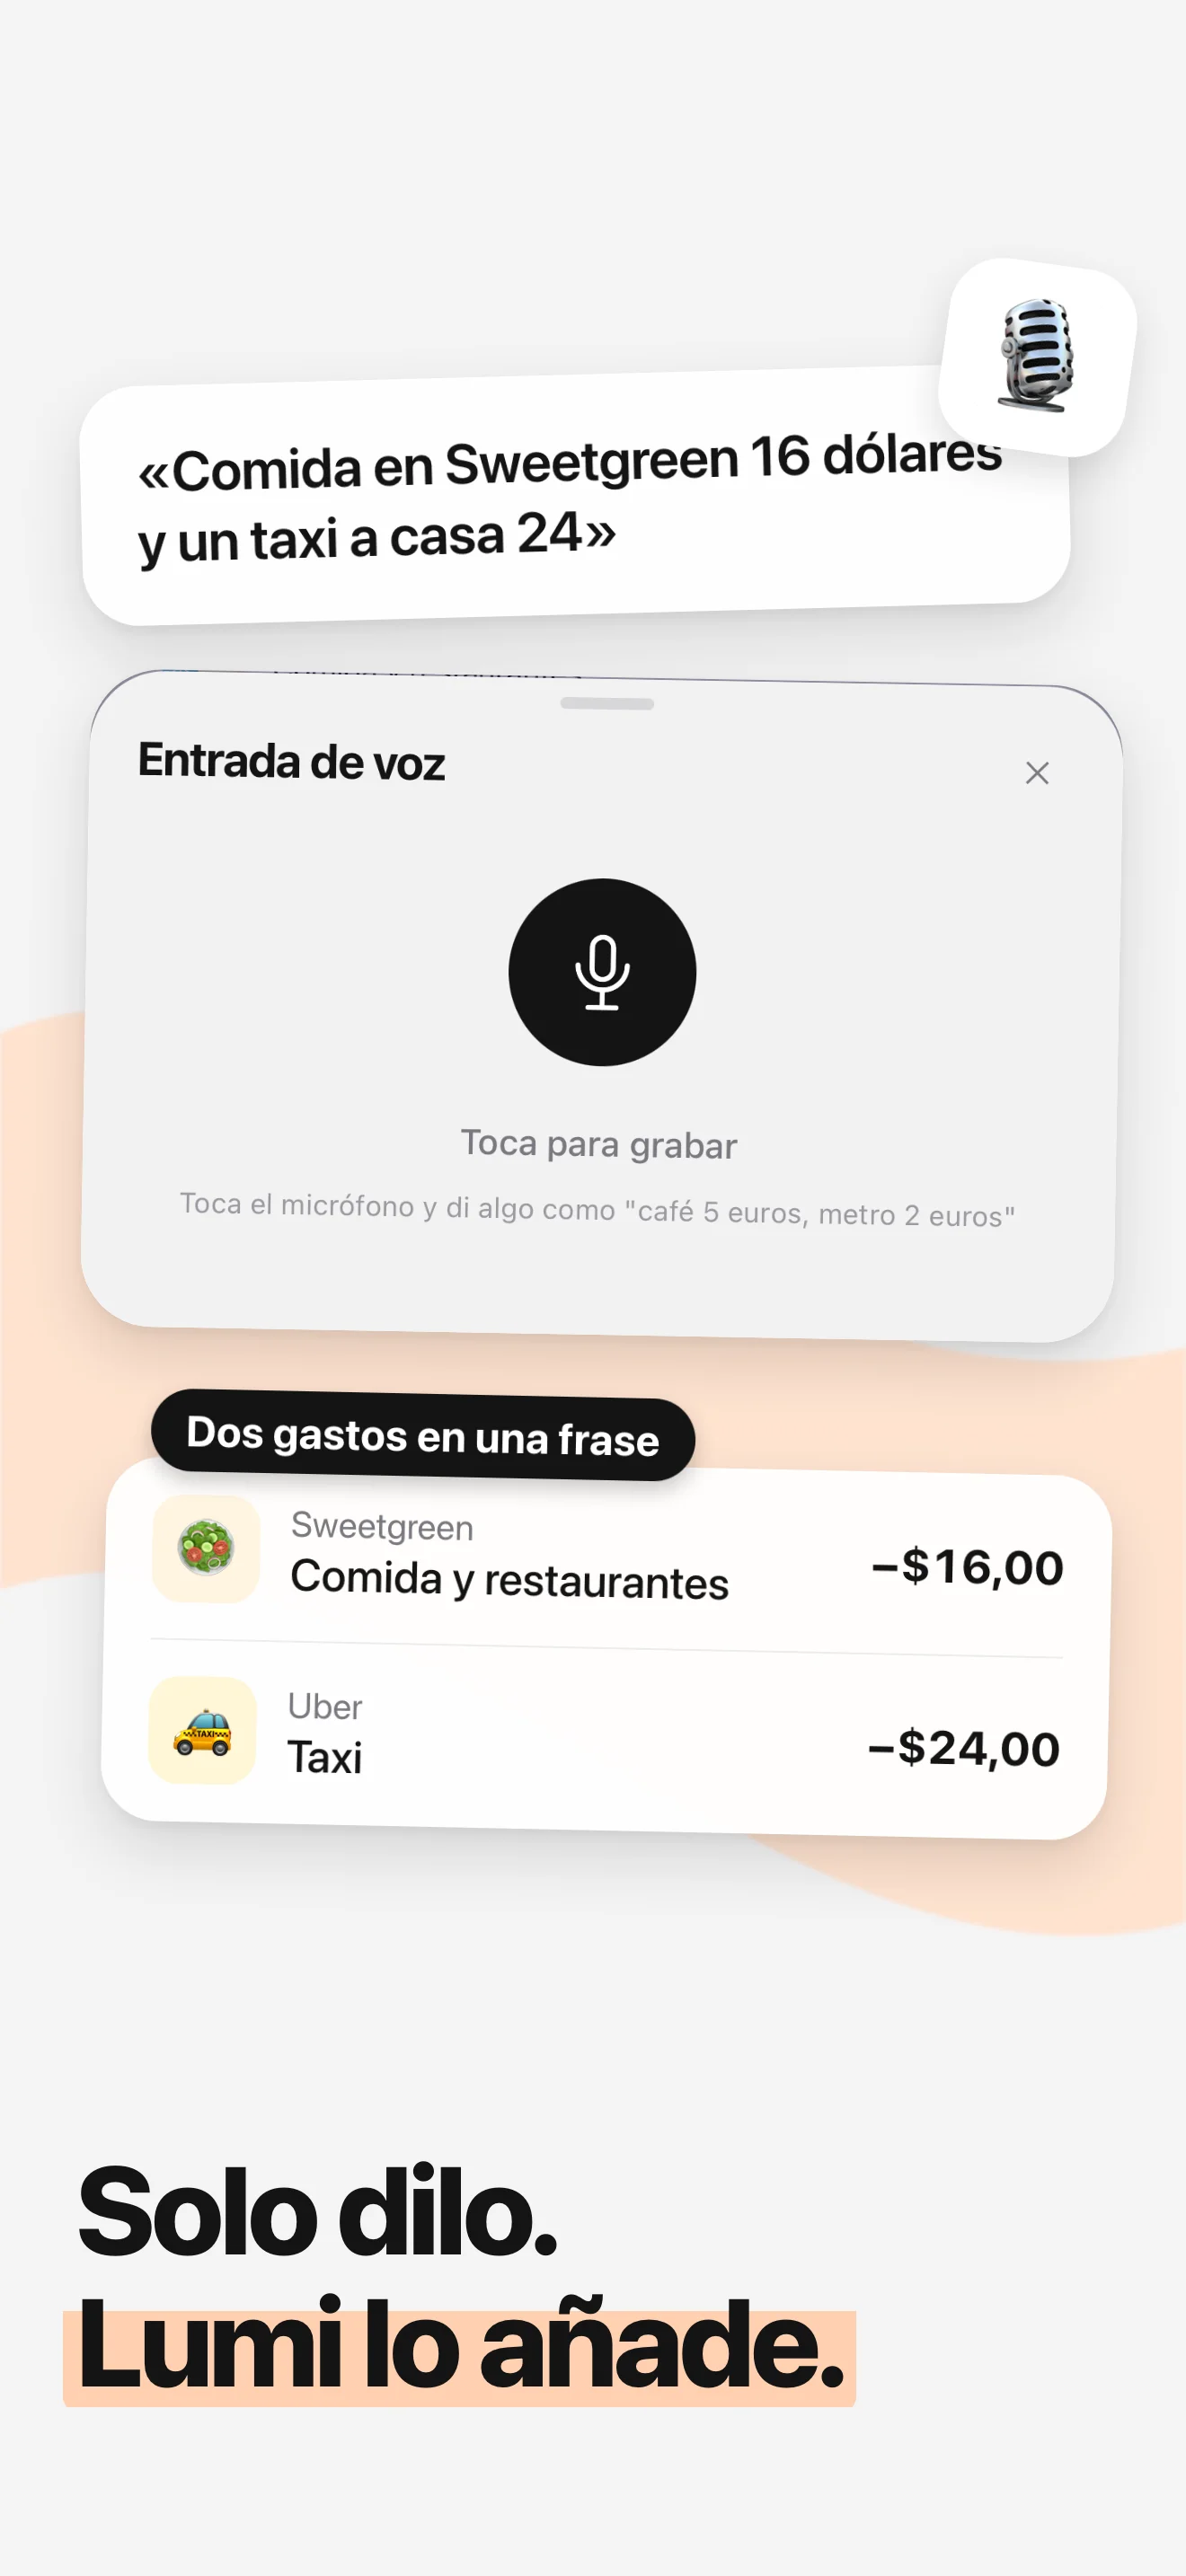 «Comida en Sweetgreen 16 dólares
y un taxi a casa 24»
Entrada de voz
Toca para grabar
Toca el micrófono y di algo como "café 5 euros, metro 2 euros"
Dos gastos en una frase
Sweetgreen
Comida y restaurantes
−$16,00
TAXI
Uber
Taxi
−$24,00
Solo dilo.
Lumi lo añade.